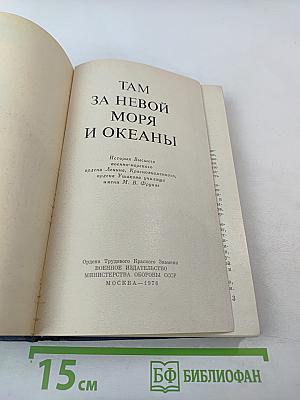 ТАМ
ЗА НЕВОЙ
МОРЯ
И ОКЕАНЫ
История Высшего
военно-морского
ордена Ленина, Краснознаменного,
ордена Ушакова училища
имени М. В. Фрунзе
Ордена Трудового Красного Знамени
ВОЕННОЕ ИЗДАТЕЛЬСТВО
МИНИСТЕРСТВА ОБОРОНЫ СССР
МОСКВА—1976
3
15 см
БФ БИБЛИОФАН